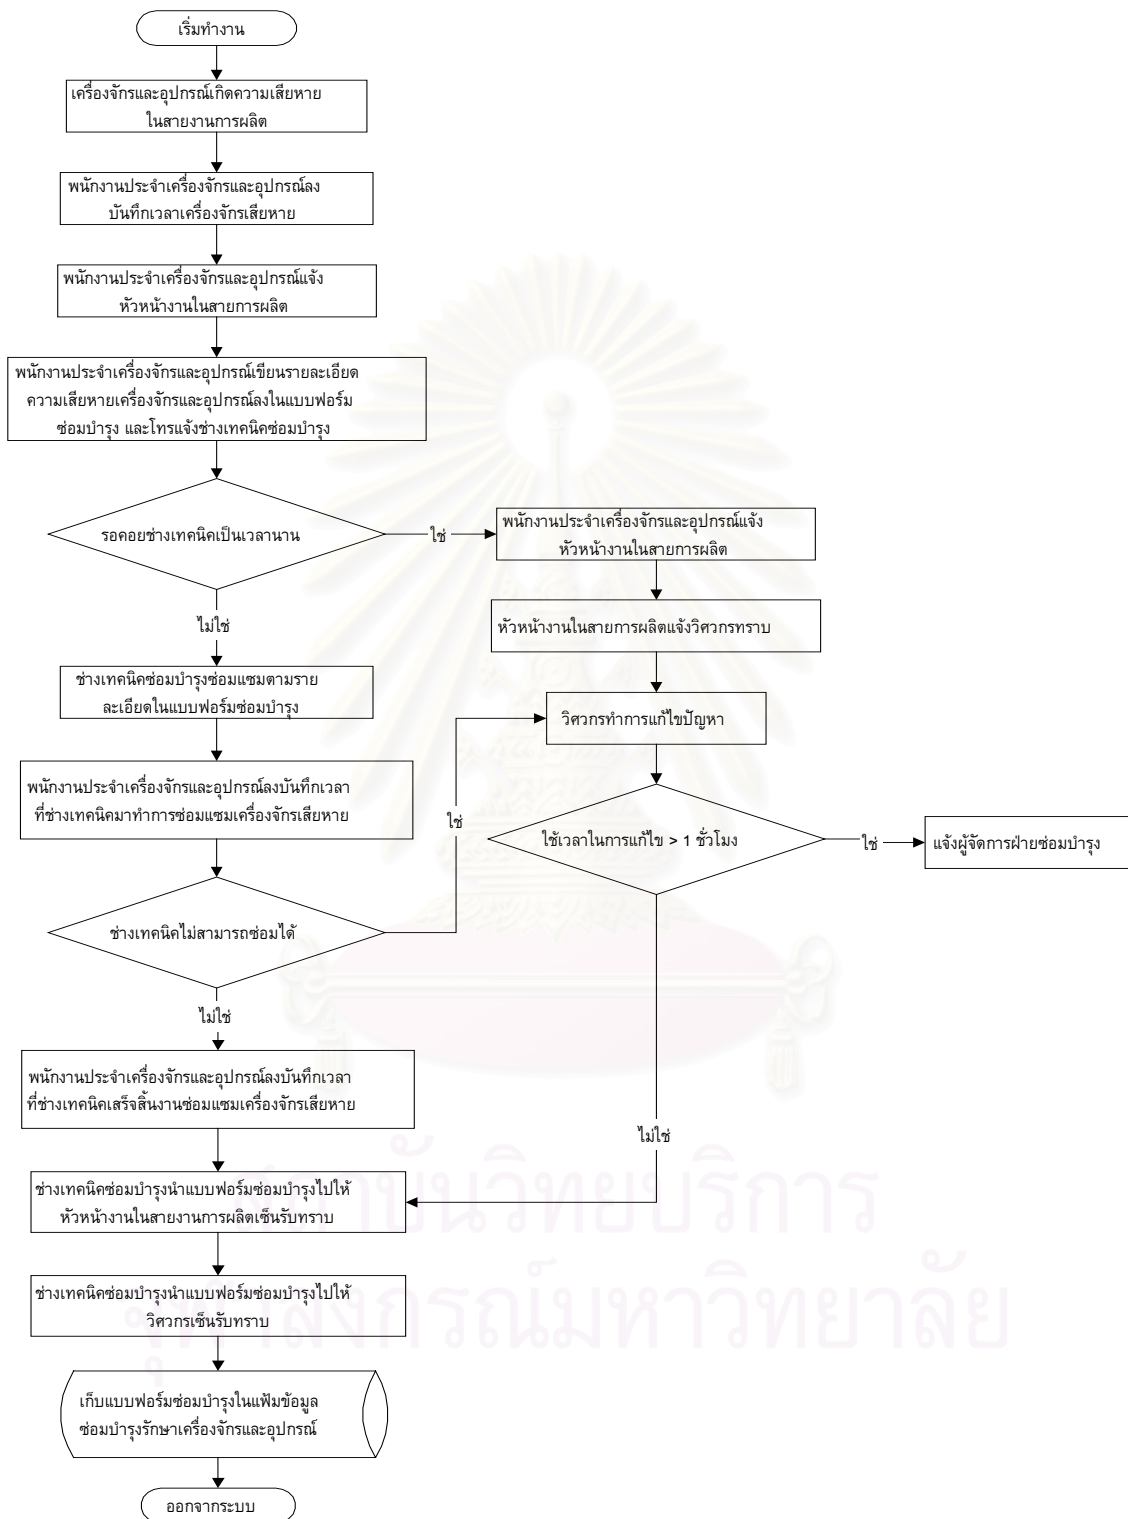 เริ่มทำงาน
เครื่องจักรและอุปกรณ์เกิดความเสียหาย
ในสายงานการผลิต
พนักงานประจำเครื่องจักรและอุปกรณ์ลง
บันทึกเวลาเครื่องจักรเสียหาย
พนักงานประจำเครื่องจักรและอุปกรณ์แจ้ง
หัวหน้างานในสายการผลิต
พนักงานประจำเครื่องจักรและอุปกรณ์เขียนรายละเอียด
ความเสียหายเครื่องจักรและอุปกรณ์ลงในแบบฟอร์ม
ซ่อมบำรุง และโทรแจ้งช่างเทคนิคซ่อมบำรุง
รอคอยช่างเทคนิคเป็นเวลานาน
ใช่
พนักงานประจำเครื่องจักรและอุปกรณ์แจ้ง
หัวหน้างานในสายการผลิต
ไม่ใช่
หัวหน้างานในสายการผลิตแจ้งวิศวกรทราบ
ช่างเทคนิคซ่อมบำรุงซ่อมแซมตามราย
ละเอียดในแบบฟอร์มซ่อมบำรุง
วิศวกรทำการแก้ไขปัญหา
พนักงานประจำเครื่องจักรและอุปกรณ์ลงบันทึกเวลา
ที่ช่างเทคนิคมาทำการซ่อมแซมเครื่องจักรเสียหาย
ใช่
ใช้เวลาในการแก้ไข > 1 ชั่วโมง
ใช่
แจ้งผู้จัดการฝ่ายซ่อมบำรุง
ช่างเทคนิคไม่สามารถซ่อมได้
ไม่ใช่
พนักงานประจำเครื่องจักรและอุปกรณ์ลงบันทึกเวลา
ที่ช่างเทคนิคเสร็จสิ้นงานซ่อมแซมเครื่องจักรเสียหาย
ไม่ใช่
ช่างเทคนิคซ่อมบำรุงนำแบบฟอร์มซ่อมบำรุงไปให้
หัวหน้างานในสายงานการผลิตเซ็นรับทราบ
สถาบันวิทยบริการ
ช่างเทคนิคซ่อมบำรุงนำแบบฟอร์มซ่อมบำรุงไปให้
วิศวกรเซ็นรับทราบ
จุฬาลงกรณ์มหาวิทยาลัย
เก็บแบบฟอร์มซ่อมบำรุงในแฟ้มข้อมูล
ซ่อมบำรุงรักษาเครื่องจักรและอุปกรณ์
ออกจากระบบ